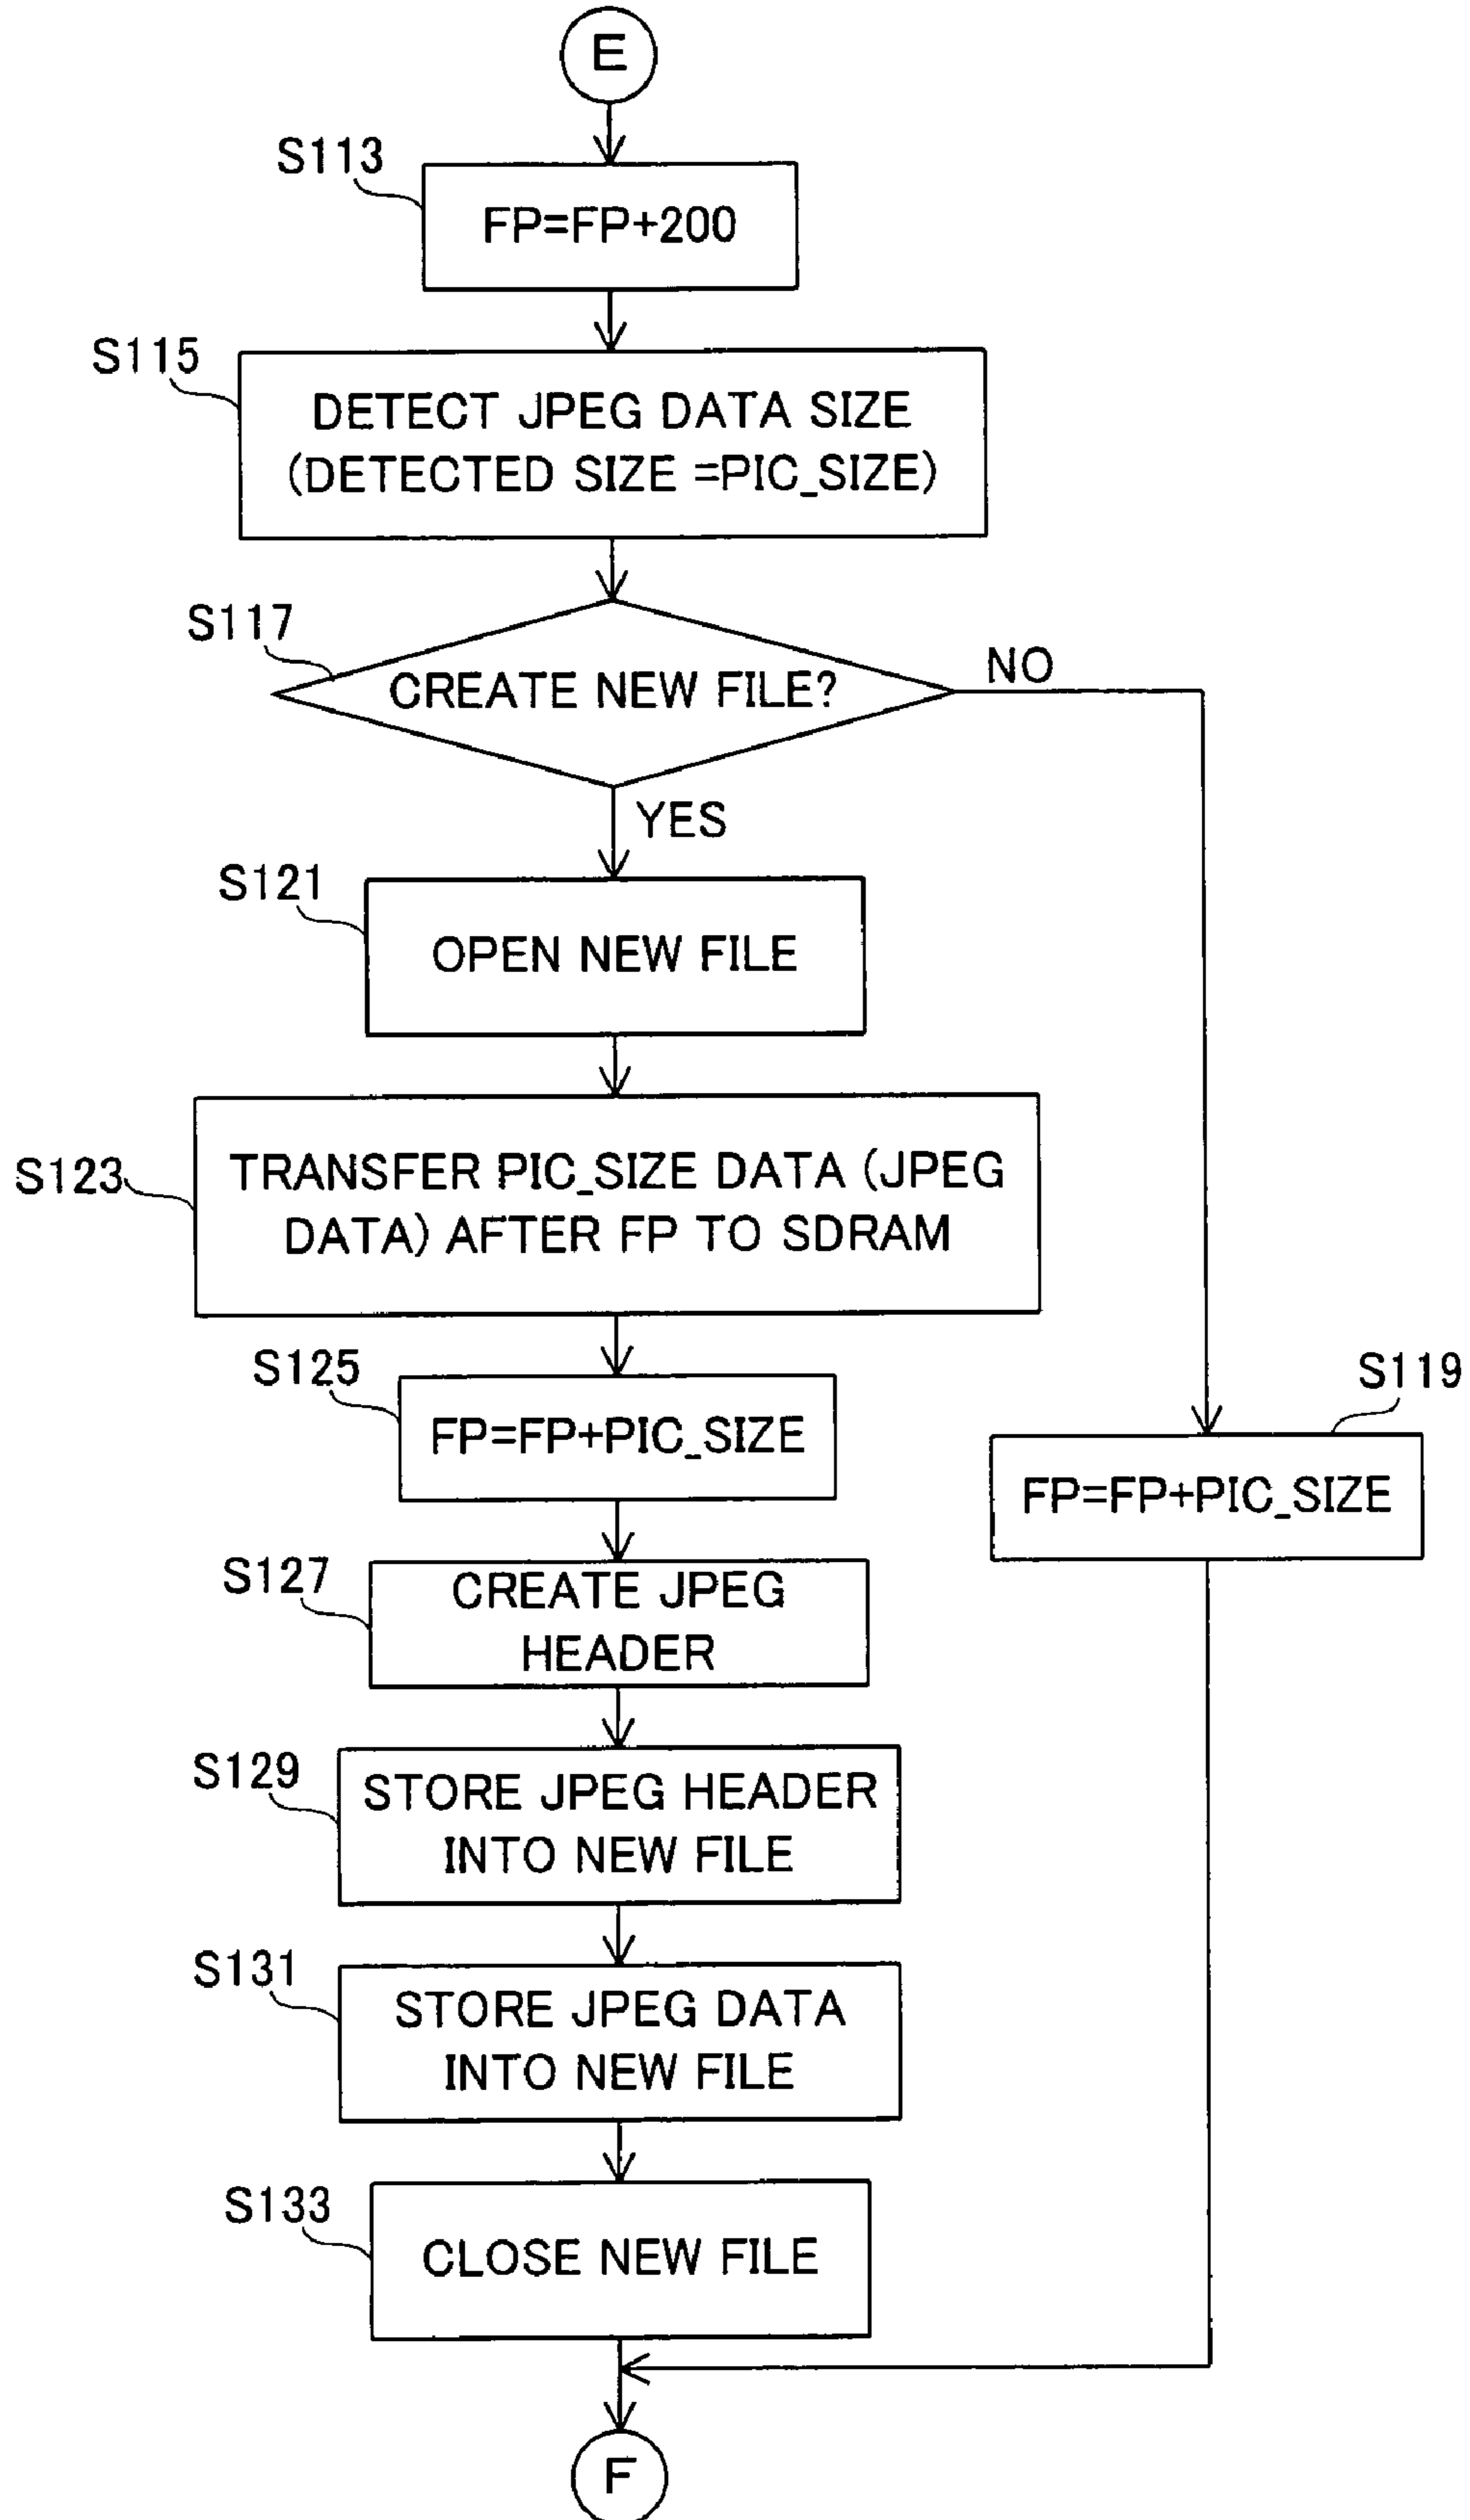 E
S113
FP=FP+200
S115
DETECT JPEG DATA SIZE
(DETECTED SIZE =PIC_SIZE)
S117
CREATE NEW FILE?
NO
YES
S121
OPEN NEW FILE
S123
TRANSFER PIC_SIZE DATA (JPEG
DATA) AFTER FP TO SDRAM
S125
FP=FP+PIC_SIZE
S119
FP=FP+PIC_SIZE
S127
CREATE JPEG
HEADER
S129
STORE JPEG HEADER
INTO NEW FILE
S131
STORE JPEG DATA
INTO NEW FILE
S133
CLOSE NEW FILE
F